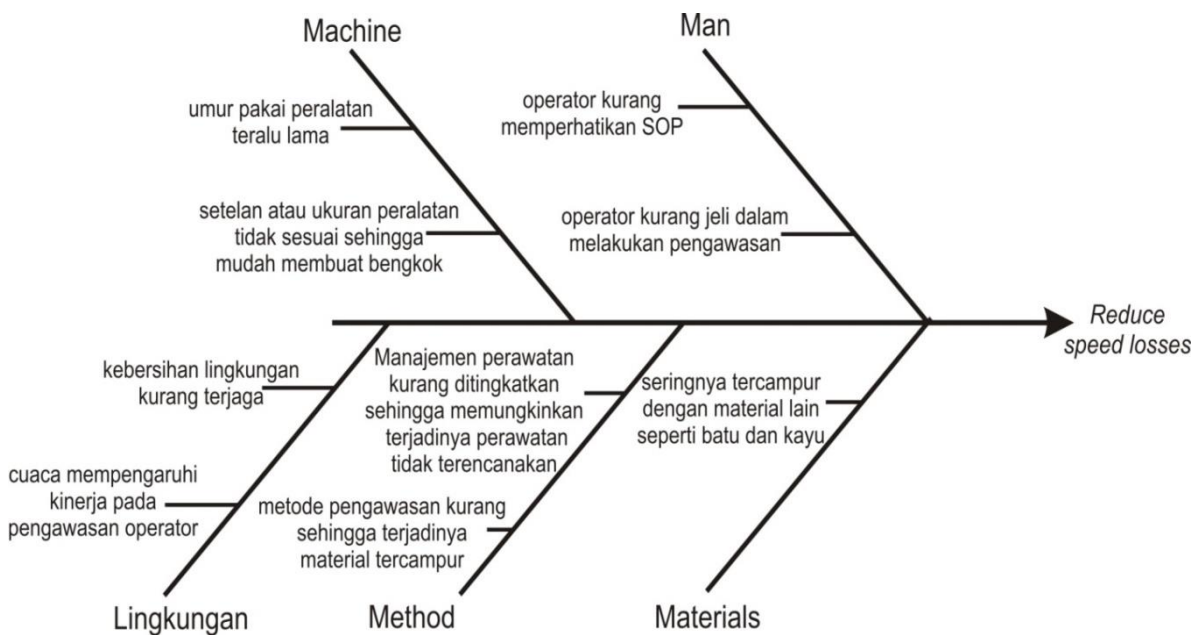 Machine
Man
umur pakai peralatan
teralu lama
operator kurang
memperhatikan SOP
setelan atau ukuran peralatan
tidak sesuai sehingga
mudah membuat bengkok
operator kurang jeli dalam
melakukan pengawasan
Reduce
speed losses
kebersihan lingkungan
kurang terjaga
Manajemen perawatan
kurang ditingkatkan
sehingga memungkinkan
terjadinya perawatan
tidak terencanakan
seringnya tercampur
dengan material lain
seperti batu dan kayu
cuaca mempengaruhi
kinerja pada
pengawasan operator
metode pengawasan kurang
sehingga terjadinya
material tercampur
Lingkungan
Method
Materials